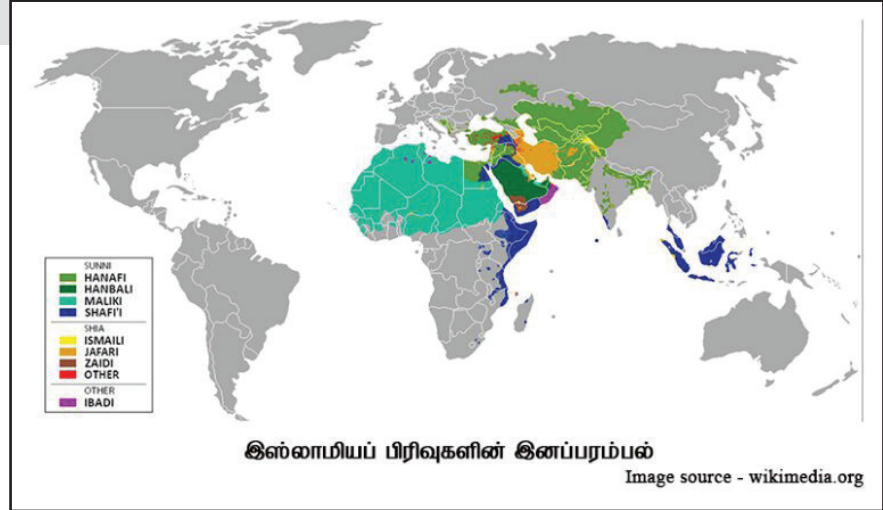 SUNNI
HANAFI
HANBALI
MALIKI
SHAFI'I
SHIA
ISMAILI
JAFARI
ZAIDI
OTHER
OTHER
IBADI
இஸ்லாமியப் பிரிவுகளின் இனப்பரம்பல்
Image source - wikimedia.org